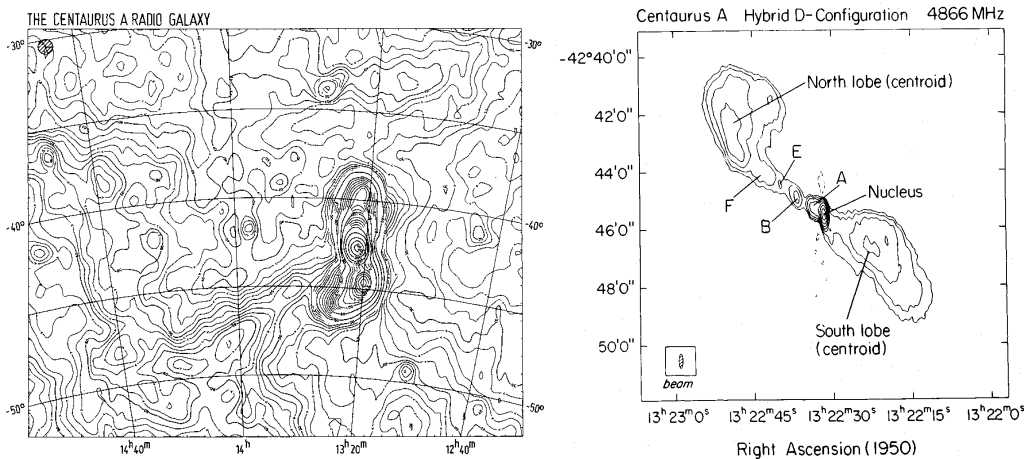 THE CENTAURUS A RADIO GALAXY
-30°
-30°
-40°
-40°
-50°
-50°
14ʰ40ᵐ
14ʰ
13ʰ20ᵐ
12ʰ40ᵐ
Centaurus A Hybrid D-Configuration 4866 MHz
-42°40'0"
42'0"
44'0"
46'0"
48'0"
50'0"
North lobe (centroid)
E
A
Nucleus
F
B
South lobe
(centroid)
beam
13ʰ23ᵐ0ˢ
13ʰ22ᵐ45ˢ
13ʰ22ᵐ30ˢ
13ʰ22ᵐ15ˢ
13ʰ22ᵐ0ˢ
Right Ascension (1950)